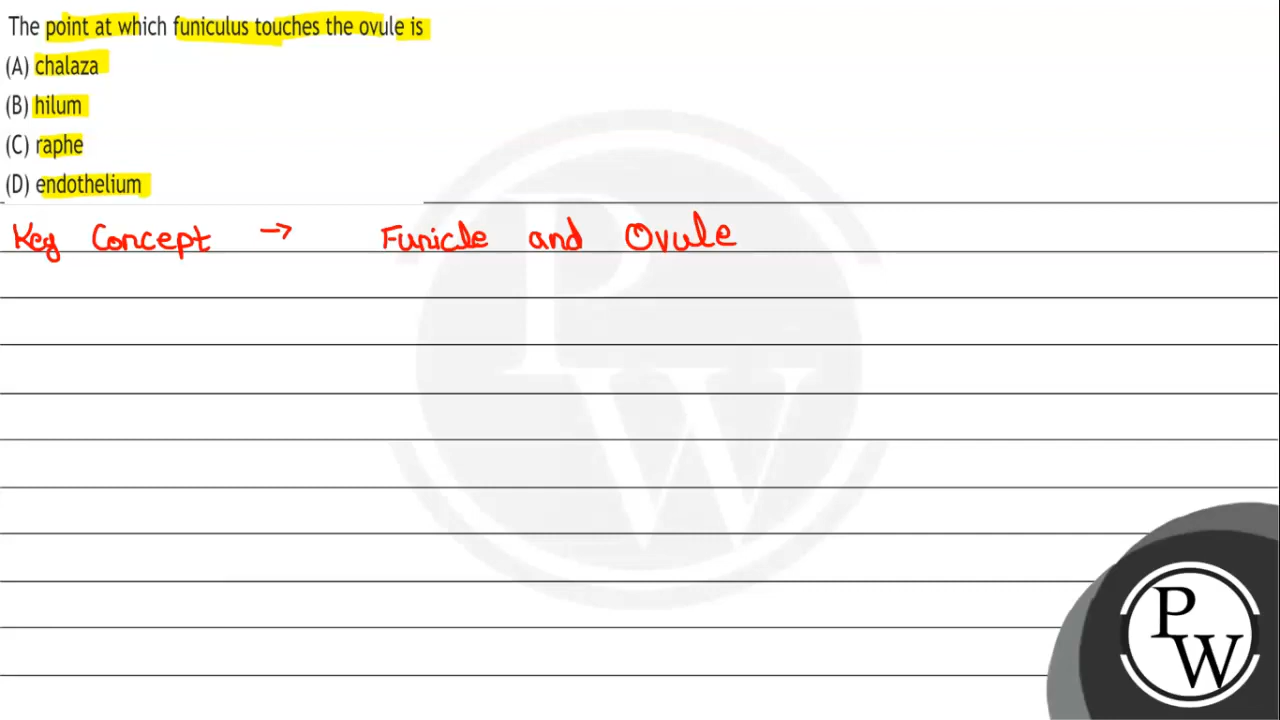 The point at which funiculus touches the ovule is
(A) chalaza
(B) hilum
(C) raphe
(D) endothelium
Key Concept → Funicle and Ovule
PW
PW